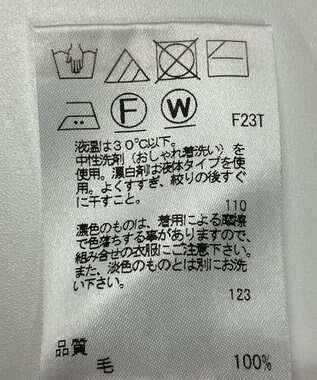 F W F23T
液温は30℃以下。
中性洗剤（おしゃれ着洗い）を
使用。漂白剤は液体タイプを使
用。よくすすぎ、絞りの後すぐ
に干すこと。
110
濃色のものは、着用による摩擦
で色落ちする事がありますので、
組み合せの衣服にご注意下さい。
また、淡色のものとは別にお洗
い下さい。
123
品質
毛 100%